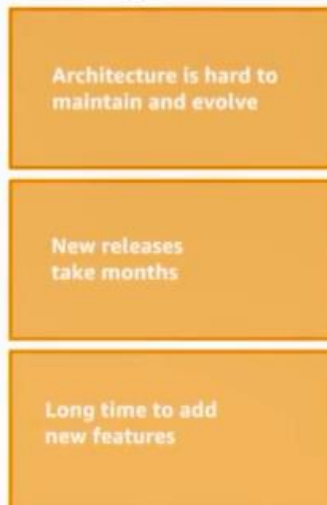 Architecture is hard to
maintain and evolve
New releases
take months
Long time to add
new features